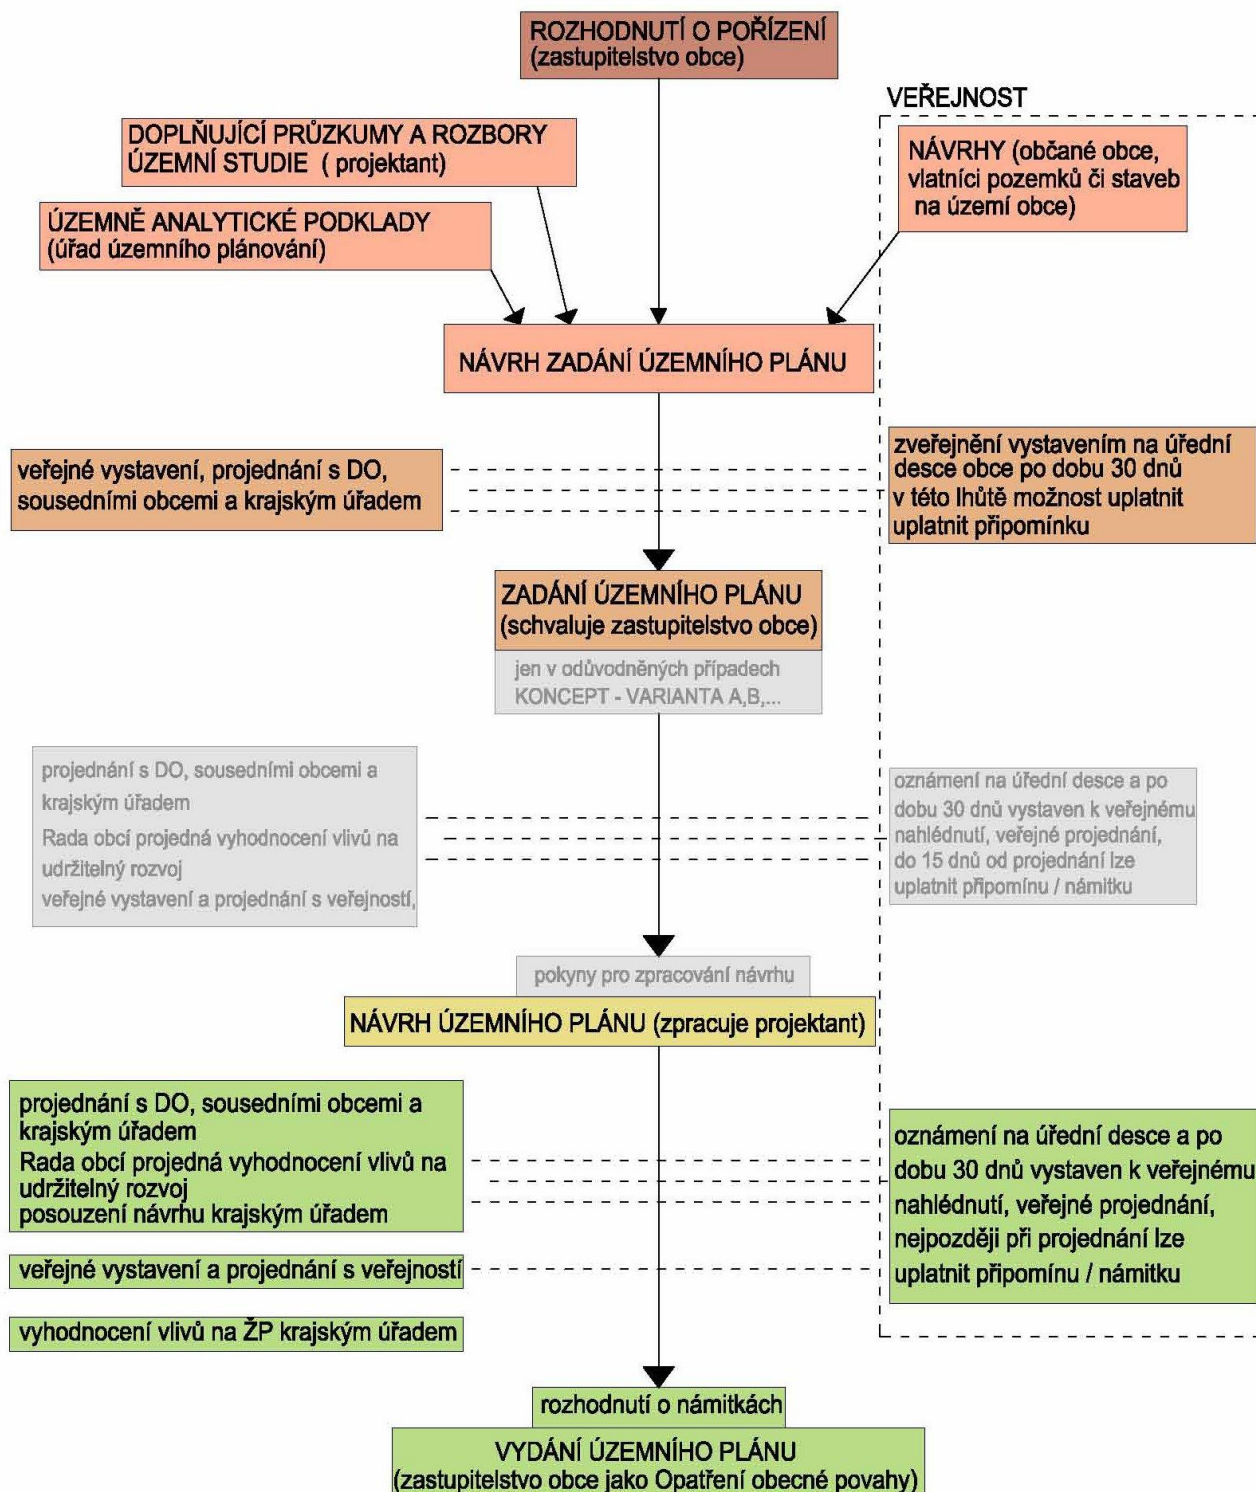 ROZHODNUTÍ O POŘÍZENÍ
(zastupitelstvo obce)
VEŘEJNOST
DOPLŇUJÍCÍ PRŮZKUMY A ROZBORY
ÚZEMNÍ STUDIE ( projektant)
NÁVRHY (občané obce,
vlatníci pozemků či staveb
na území obce)
ÚZEMNĚ ANALYTICKÉ PODKLADY
(úřad územního plánování)
NÁVRH ZADÁNÍ ÚZEMNÍHO PLÁNU
veřejné vystavení, projednání s DO,
sousedními obcemi a krajským úřadem
zveřejnění vystavením na úřední
desce obce po dobu 30 dnů
v této lhůtě možnost uplatnit
uplatnit připomínku
ZADÁNÍ ÚZEMNÍHO PLÁNU
(schvaluje zastupitelstvo obce)
jen v odůvodněných případech
KONCEPT - VARIANTA A,B,...
projednání s DO, sousedními obcemi a
krajským úřadem
Rada obcí projedná vyhodnocení vlivů na
udržitelný rozvoj
veřejné vystavení a projednání s veřejností,
oznámení na úřední desce a po
dobu 30 dnů vystaven k veřejnému
nahlédnutí, veřejné projednání,
do 15 dnů od projednání lze
uplatnit připomínu / námitku
pokyny pro zpracování návrhu
NÁVRH ÚZEMNÍHO PLÁNU (zpracuje projektant)
projednání s DO, sousedními obcemi a
krajským úřadem
Rada obcí projedná vyhodnocení vlivů na
udržitelný rozvoj
posouzení návrhu krajským úřadem
veřejné vystavení a projednání s veřejností
vyhodnocení vlivů na ŽP krajským úřadem
oznámení na úřední desce a po
dobu 30 dnů vystaven k veřejnému
nahlédnutí, veřejné projednání,
nejpozději při projednání lze
uplatnit připomínu / námitku
rozhodnutí o námitkách
VYDÁNÍ ÚZEMNÍHO PLÁNU
(zastupitelstvo obce jako Opatření obecné povahy)